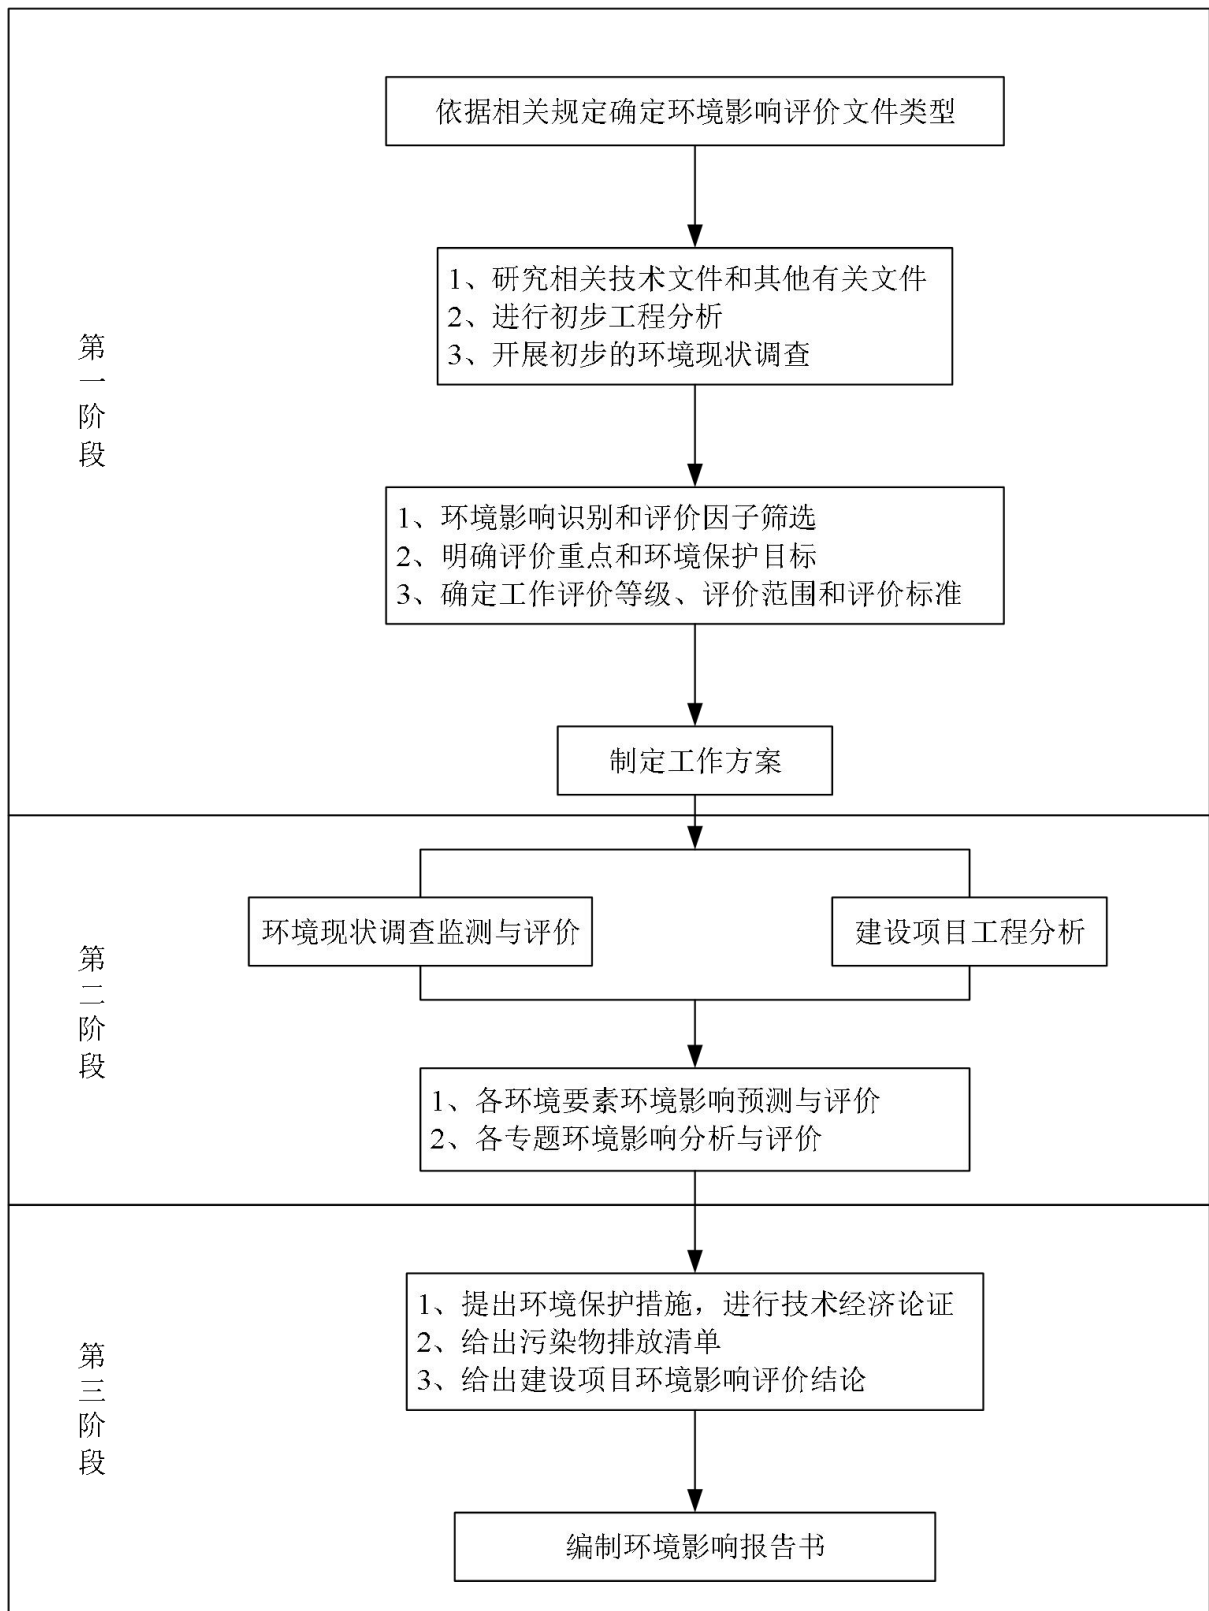 依据相关规定确定环境影响评价文件类型
1、研究相关技术文件和其他有关文件
2、进行初步工程分析
3、开展初步的环境现状调查
第一阶段
1、环境影响识别和评价因子筛选
2、明确评价重点和环境保护目标
3、确定工作评价等级、评价范围和评价标准
制定工作方案
环境现状调查监测与评价
建设项目工程分析
第二阶段
1、各环境要素环境影响预测与评价
2、各专题环境影响分析与评价
1、提出环境保护措施，进行技术经济论证
2、给出污染物排放清单
3、给出建设项目环境影响评价结论
第三阶段
编制环境影响报告书